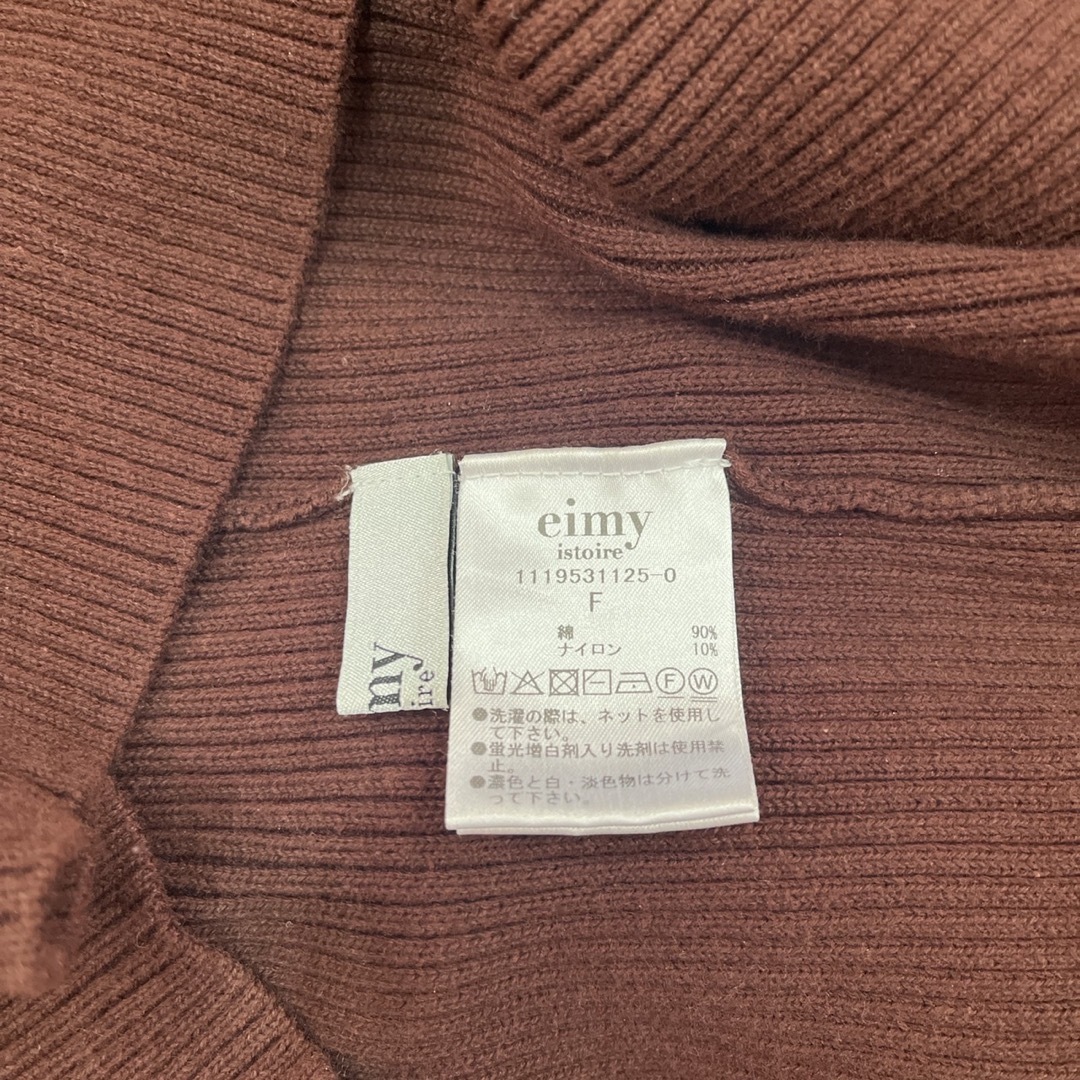 eimy
istoire
1119531125-0
F
綿 90%
ナイロン 10%
F W
●洗濯の際は、ネットを使用し
て下さい。
●蛍光増白剤入り洗剤は使用禁
止。
●濃色と白・淡色物は分けて洗
って下さい。
my
ire